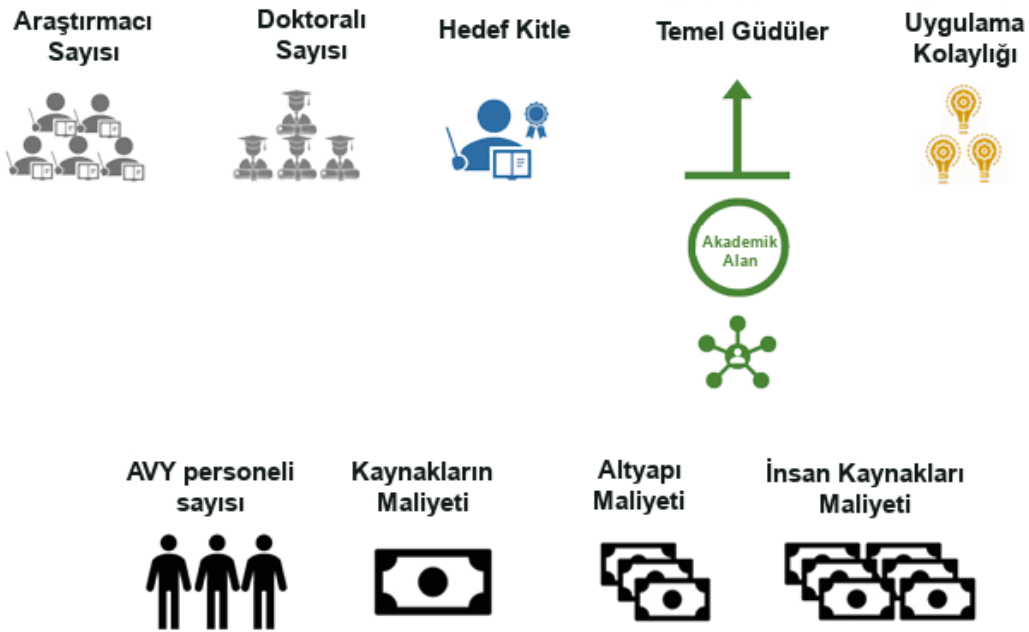 Araştırmacı
Sayısı
Doktoralı
Sayısı
Hedef Kitle
Temel Güdüler
Uygulama
Kolaylığı
Akademik
Alan
AVY personeli
sayısı
Kaynakların
Maliyeti
Altyapı
Maliyeti
İnsan Kaynakları
Maliyeti